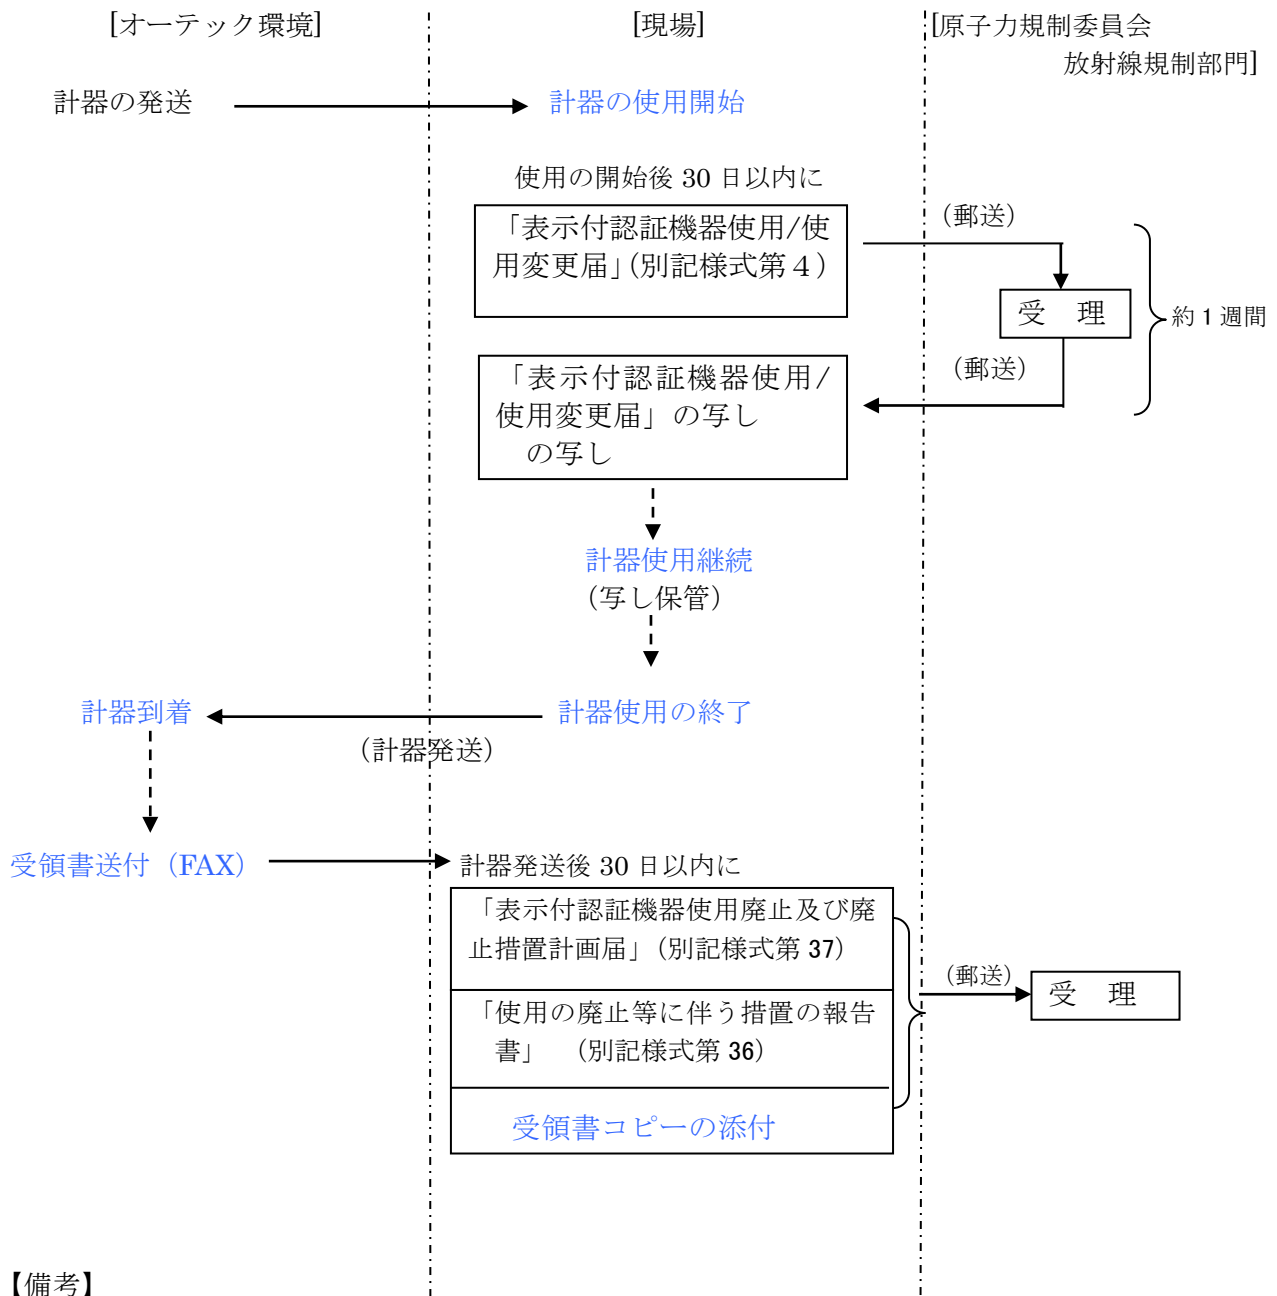 [オーテック環境]
[現場]
[原子力規制委員会
放射線規制部門]
計器の発送
計器の使用開始
使用の開始後 30 日以内に
「表示付認証機器使用/使
用変更届」(別記様式第４)
(郵送)
受　理
約 1 週間
(郵送)
「表示付認証機器使用/
使用変更届」の写し
の写し
計器使用継続
(写し保管)
計器到着
計器使用の終了
(計器発送)
受領書送付（FAX）
計器発送後 30 日以内に
「表示付認証機器使用廃止及び廃
止措置計画届」(別記様式第 37)
(郵送)
受　理
「使用の廃止等に伴う措置の報告
書」　(別記様式第 36)
受領書コピーの添付
【備考】